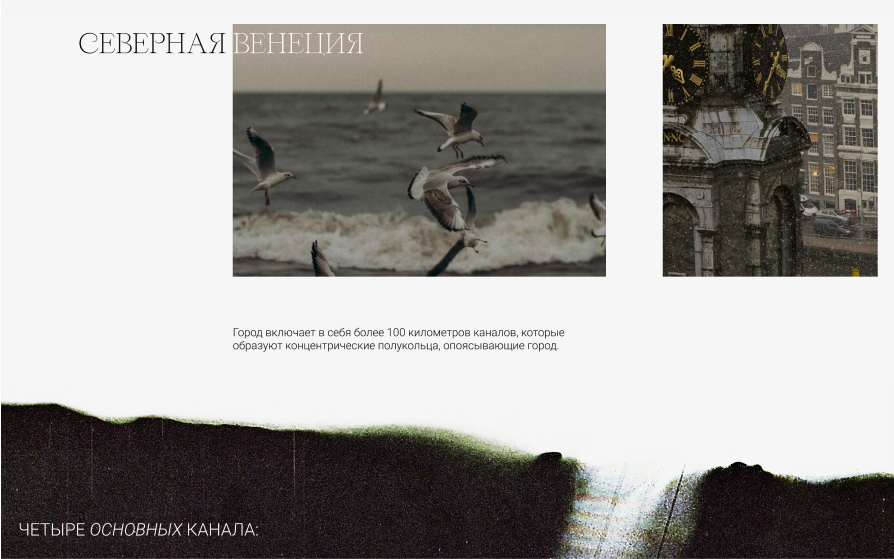 СЕВЕРНАЯ ВЕНЕЦИЯ
Город включает в себя более 100 километров каналов, которые
образуют концентрические полукольца, опоясывающие город.
ЧЕТЫРЕ ОСНОВНЫХ КАНАЛА: